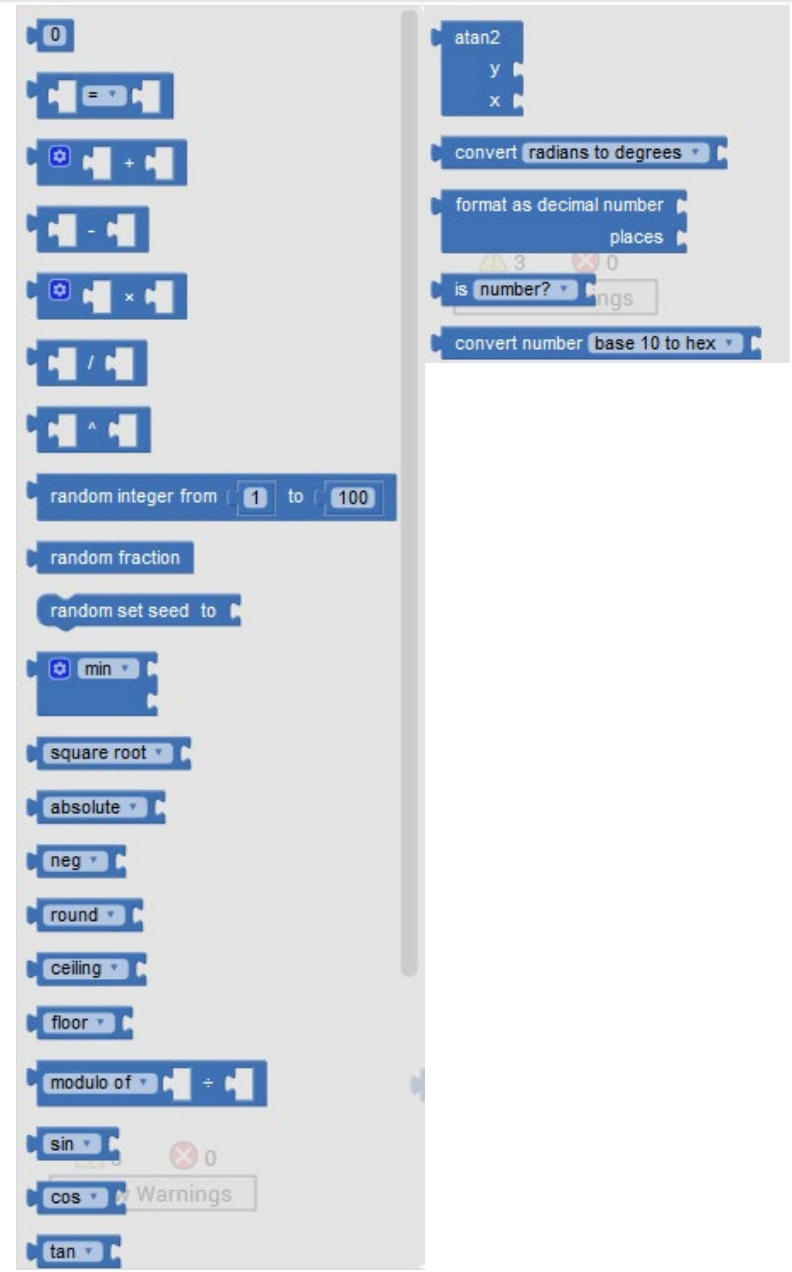 0
=
+
-
×
/
^
random integer from 1 to 100
random fraction
random set seed to
min
square root
absolute
neg
round
ceiling
floor
modulo of ÷
sin
0
cos
Warnings
tan
atan2
y
x
convert radians to degrees
format as decimal number
places
3 0
is number?
ngs
convert number base 10 to hex